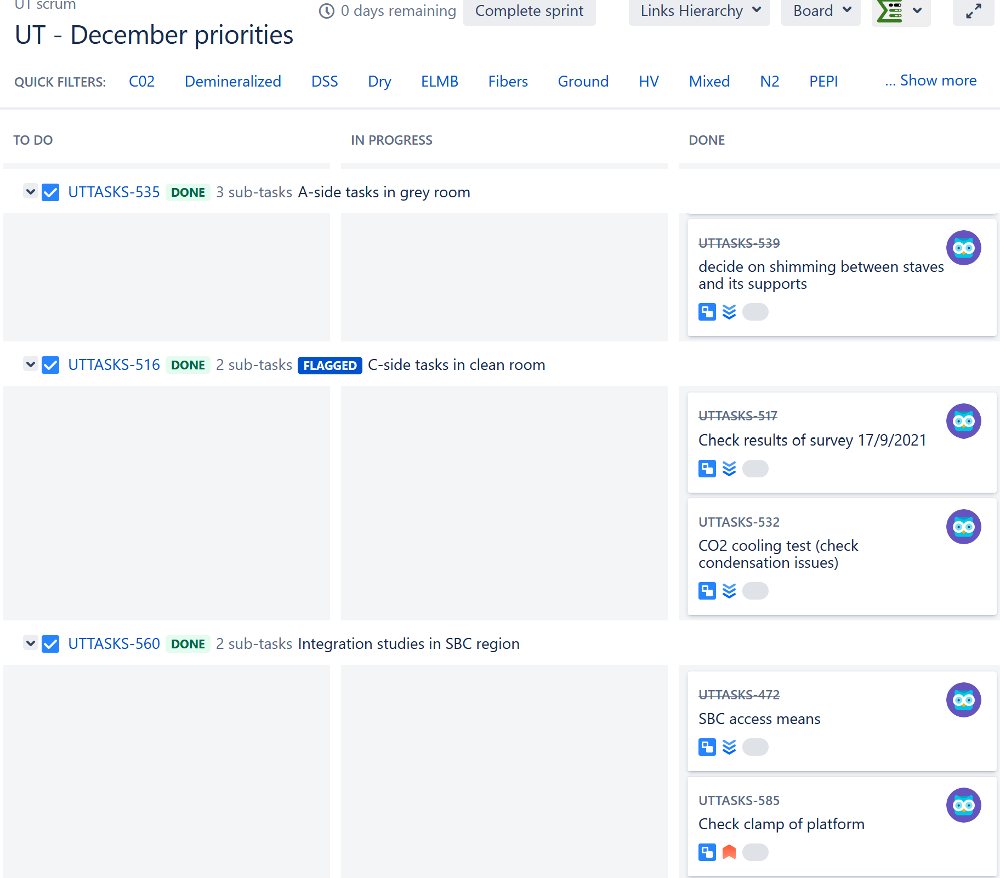 UT scrum
0 days remaining
Complete sprint
Links Hierarchy
Board
UT - December priorities
QUICK FILTERS: C02 Demineralized DSS Dry ELMB Fibers Ground HV Mixed N2 PEPI ... Show more
TO DO IN PROGRESS DONE
UTTASKS-535 DONE 3 sub-tasks A-side tasks in grey room
UTTASKS-539
decide on shimming between staves
and its supports
UTTASKS-516 DONE 2 sub-tasks FLAGGED C-side tasks in clean room
UTTASKS-517
Check results of survey 17/9/2021
UTTASKS-532
CO2 cooling test (check
condensation issues)
UTTASKS-560 DONE 2 sub-tasks Integration studies in SBC region
UTTASKS-472
SBC access means
UTTASKS-585
Check clamp of platform